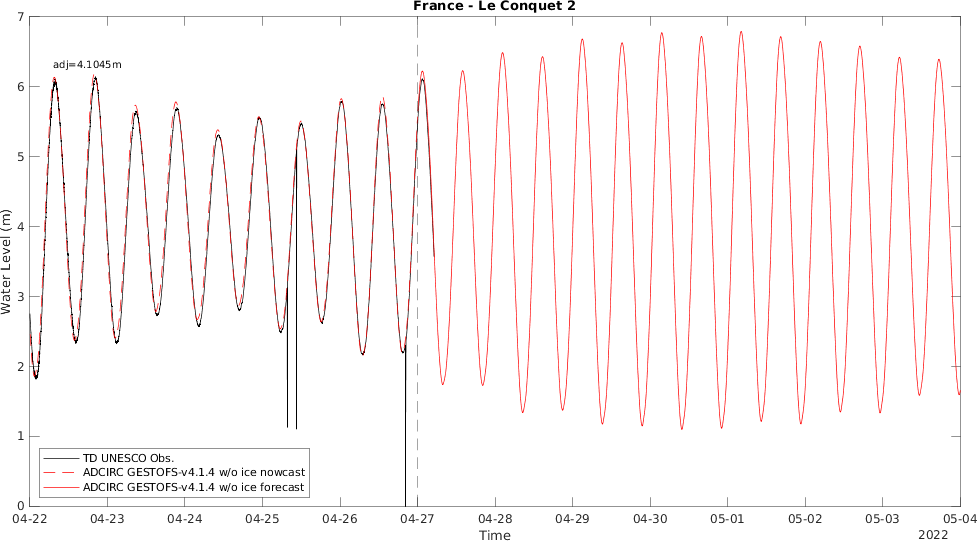 France - Le Conquet 2
adj=4.1045m
Water Level (m)
7
6
5
4
3
2
1
0
TD UNESCO Obs.
ADCIRC GESTOFS-v4.1.4 w/o ice nowcast
ADCIRC GESTOFS-v4.1.4 w/o ice forecast
04-22 04-23 04-24 04-25 04-26 04-27 04-28 04-29 04-30 05-01 05-02 05-03 05-04
Time
2022